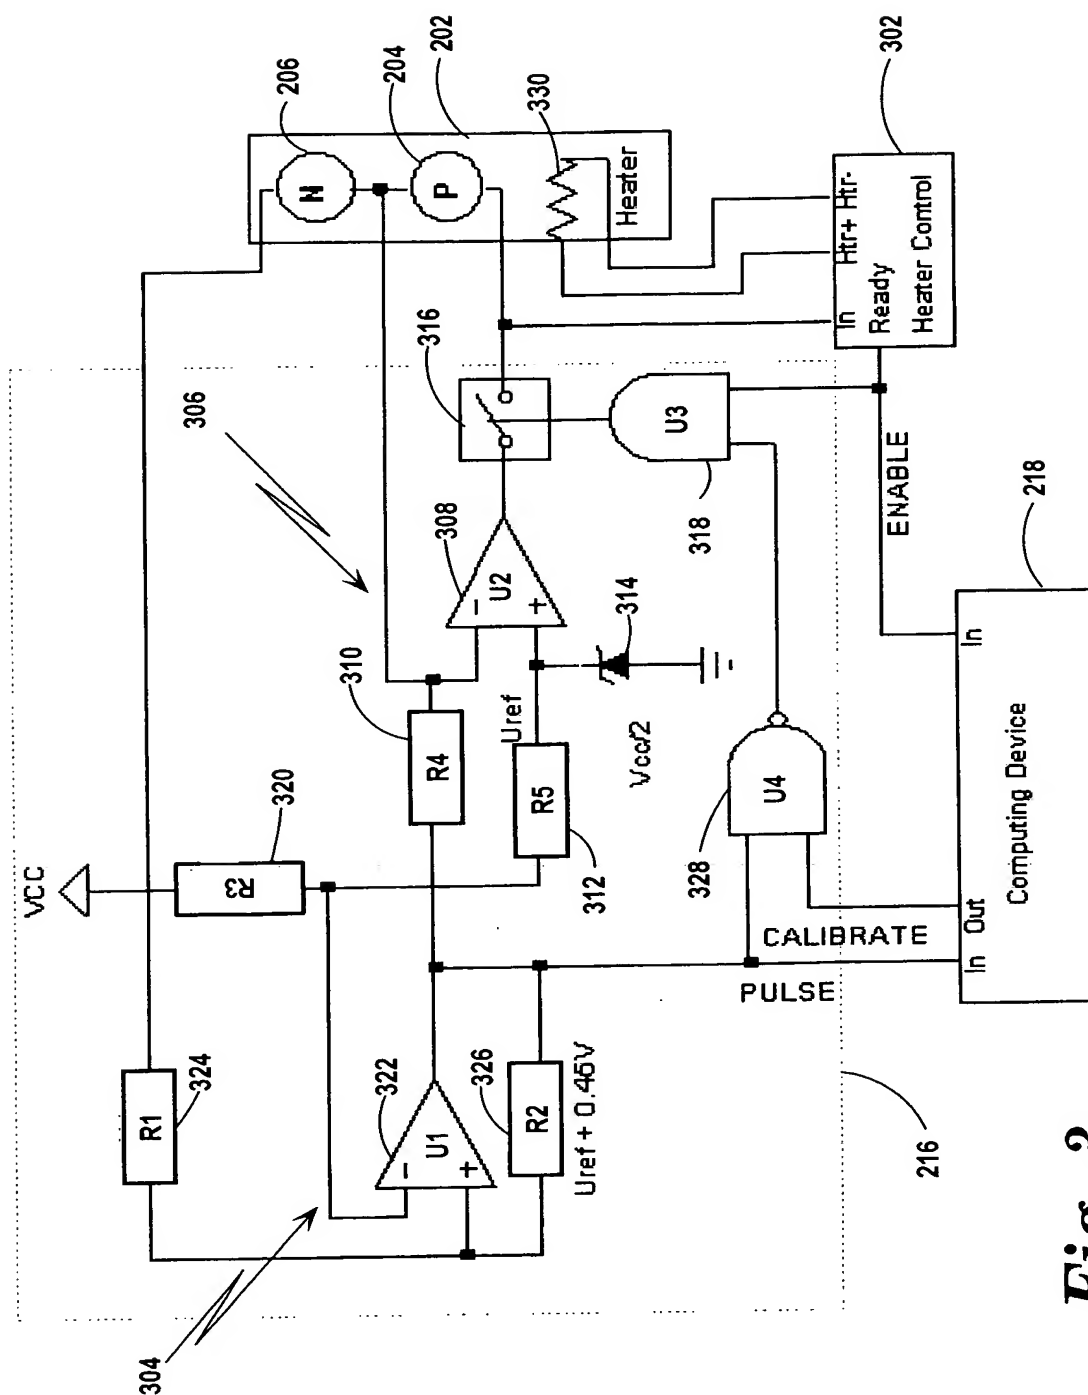 304
306
VCC
R1
324
R3
320
R4
310
U1
322
R2
326
Uref + 0.45V
Uref
R5
312
U2
308
316
314
Vcc/2
U3
318
U4
328
CALIBRATE
PULSE
ENABLE
216
N
206
P
204
202
330
Heater
In
Htr+
Htr-
Ready
Heater Control
302
In
Out
In
Computing Device
218